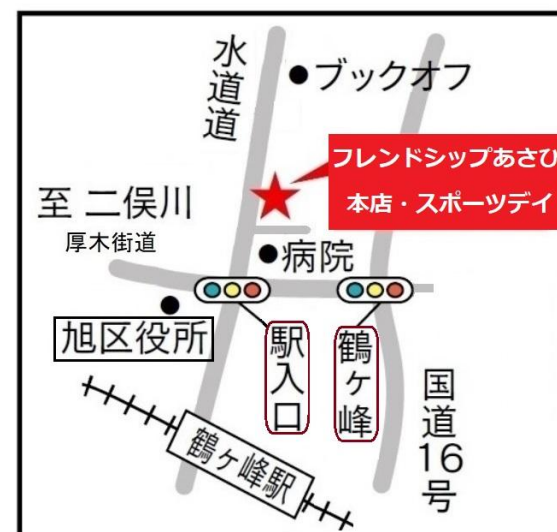 水道道
ブックオフ
フレンドシップあさひ
本店・スポーツデイ
至 二俣川
厚木街道
病院
旭区役所
駅入口
鶴ヶ峰
国道16号
鶴ヶ峰駅